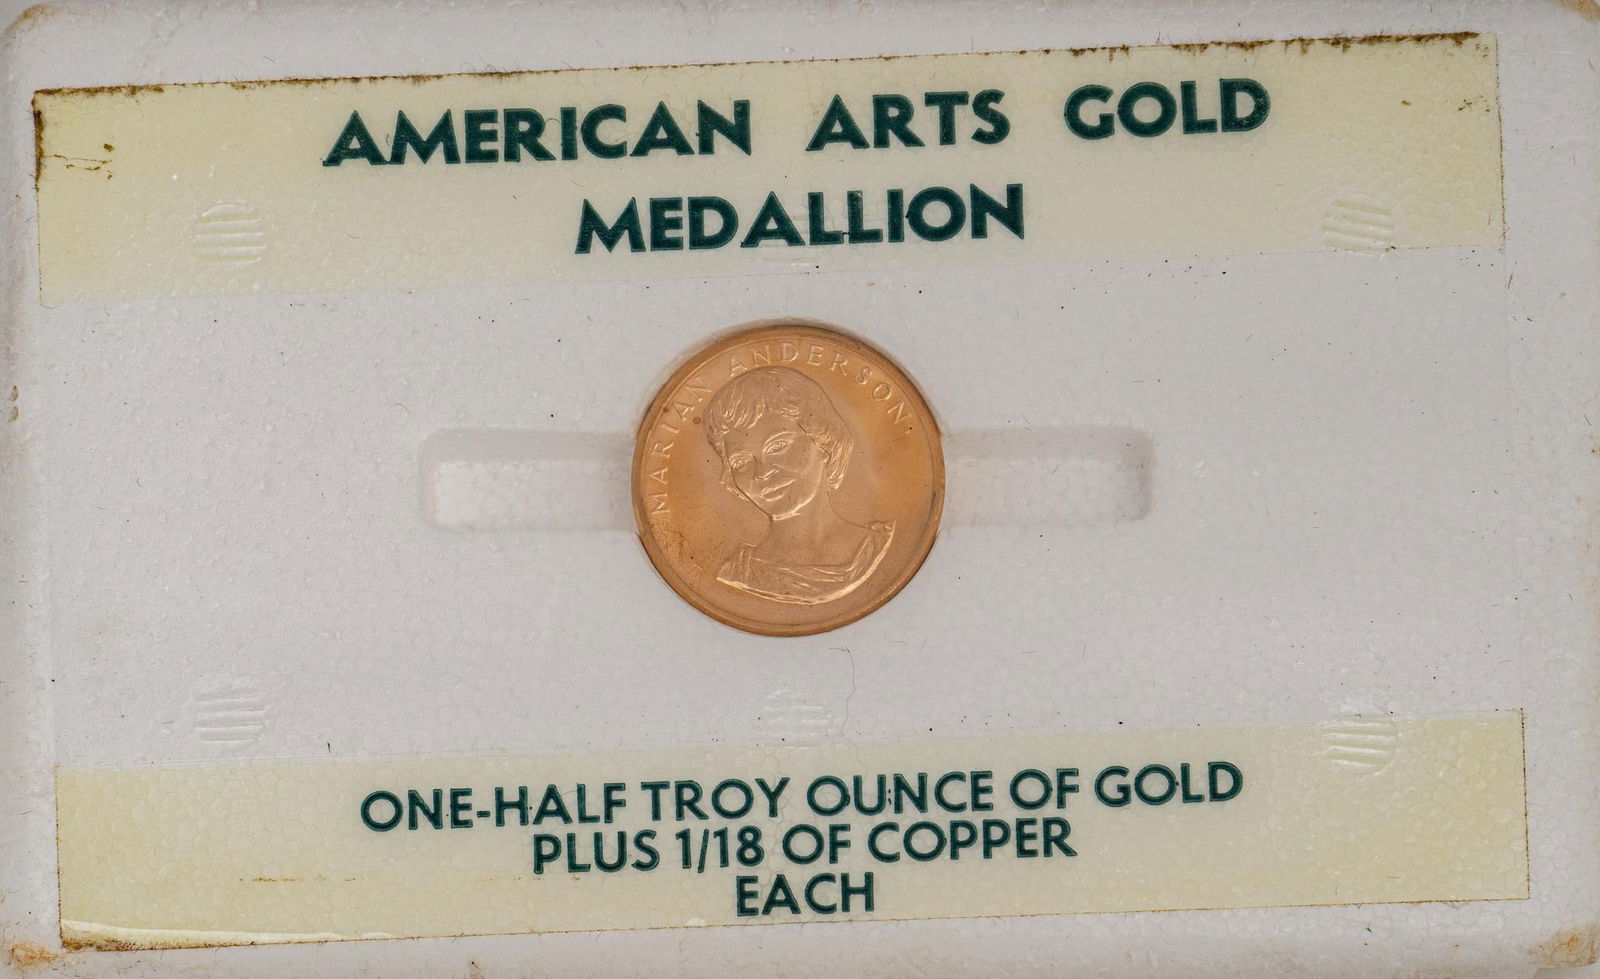 AMERICAN ARTS GOLD
MEDALLION
MARIAN ANDERSON
ONE-HALF TROY OUNCE OF GOLD
PLUS 1/18 OF COPPER
EACH